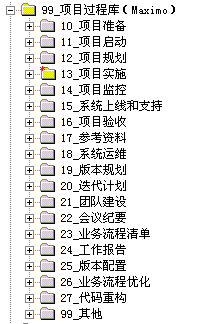 99_项目过程库(Maximo)
10_项目准备
11_项目启动
12_项目规划
13_项目实施
14_项目监控
15_系统上线和支持
16_项目验收
17_参考资料
18_系统运维
19_版本规划
20_迭代计划
21_团队建设
22_会议纪要
23_业务流程清单
24_工作报告
25_版本配置
26_业务流程优化
27_代码重构
99_其他